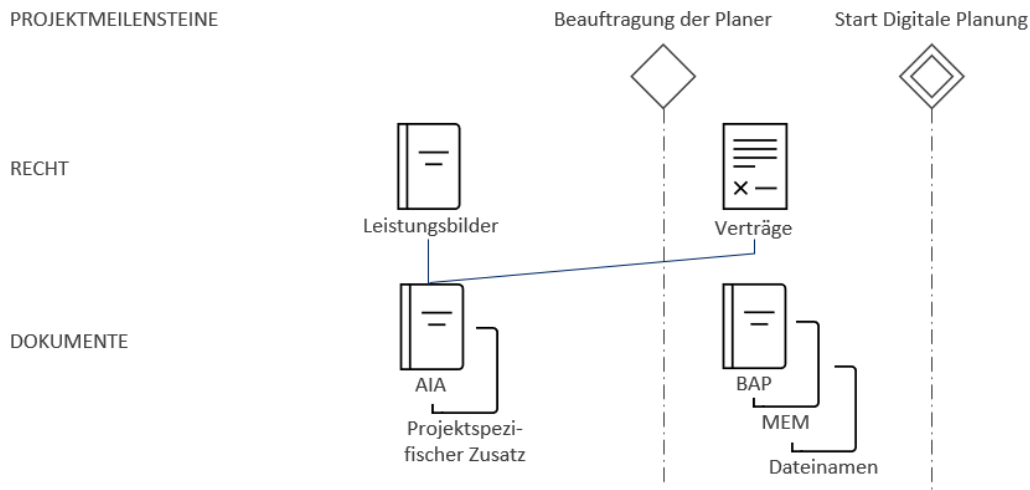 PROJEKTMEILENSTEINE
Beauftragung der Planer
Start Digitale Planung
RECHT
Leistungsbilder
Verträge
DOKUMENTE
AIA
Projektspezi-
fischer Zusatz
BAP
MEM
Dateinamen